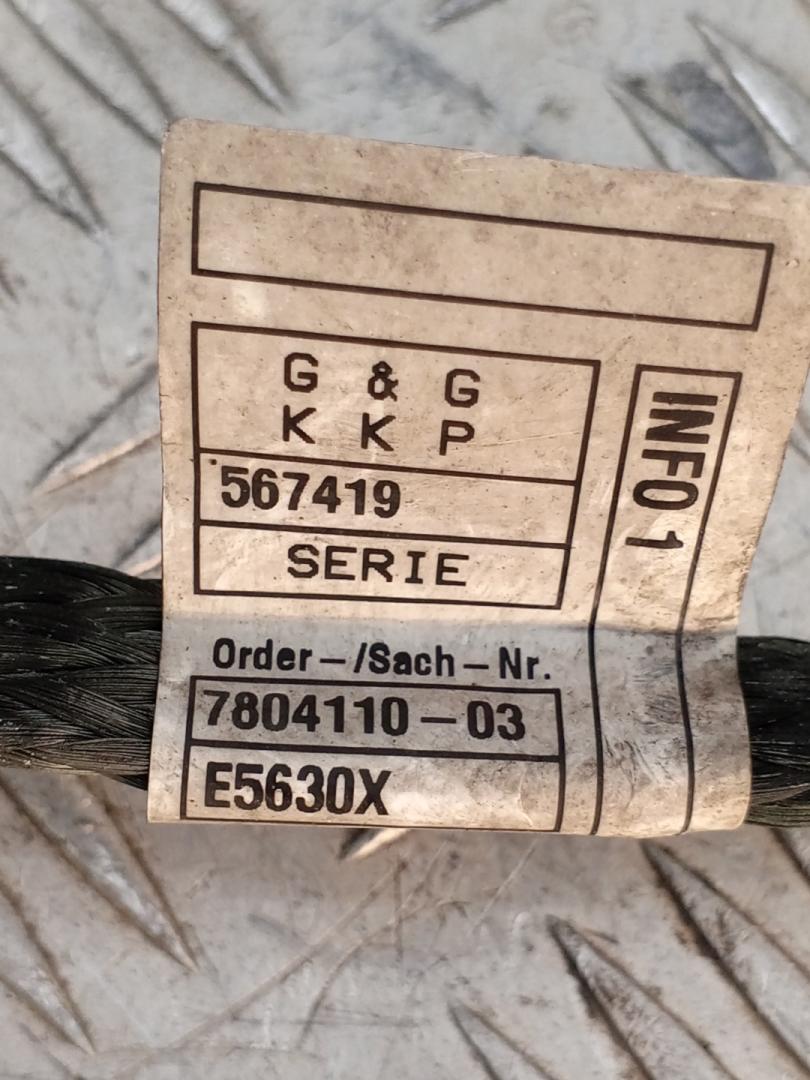 G & G
K K P
567419
SERIE
INFO 1
Order-/Sach-Nr.
7804110-03
E5630X